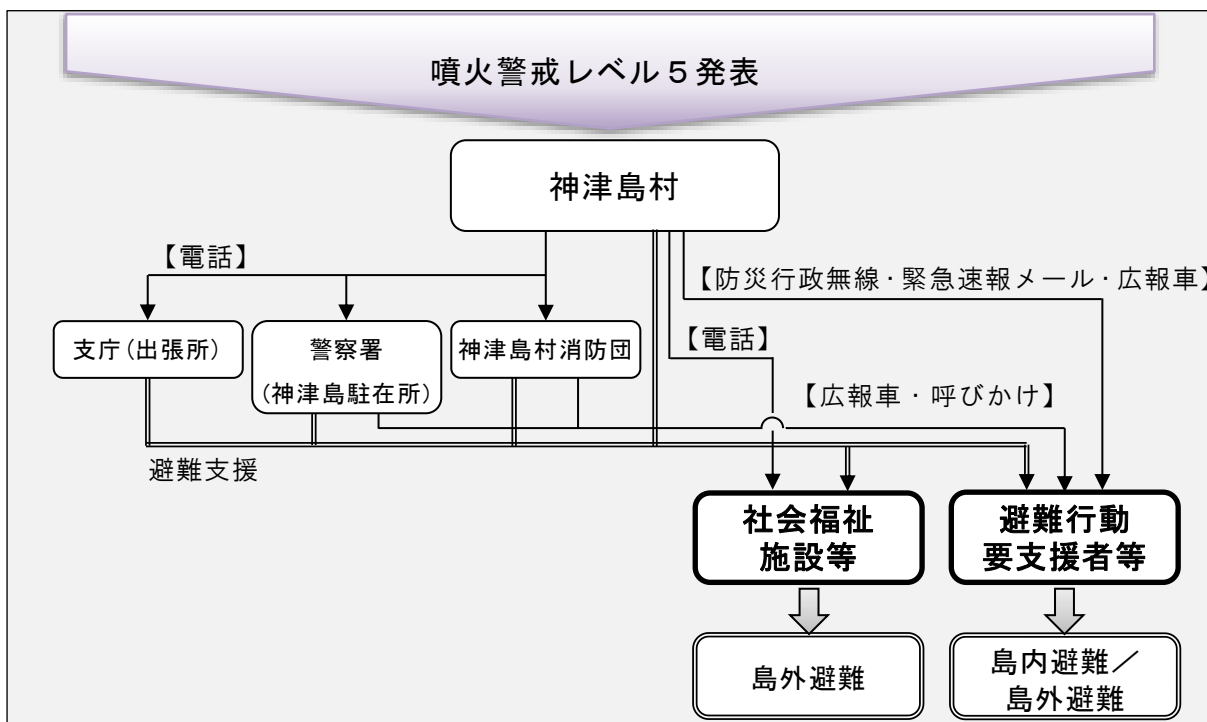 噴火警戒レベル5発表
神津島村
【電話】
【防災行政無線・緊急速報メール・広報車】
支庁(出張所)
警察署
(神津島駐在所)
神津島村消防団
【電話】
【広報車・呼びかけ】
避難支援
社会福祉
施設等
避難行動
要支援者等
島外避難
島内避難／
島外避難